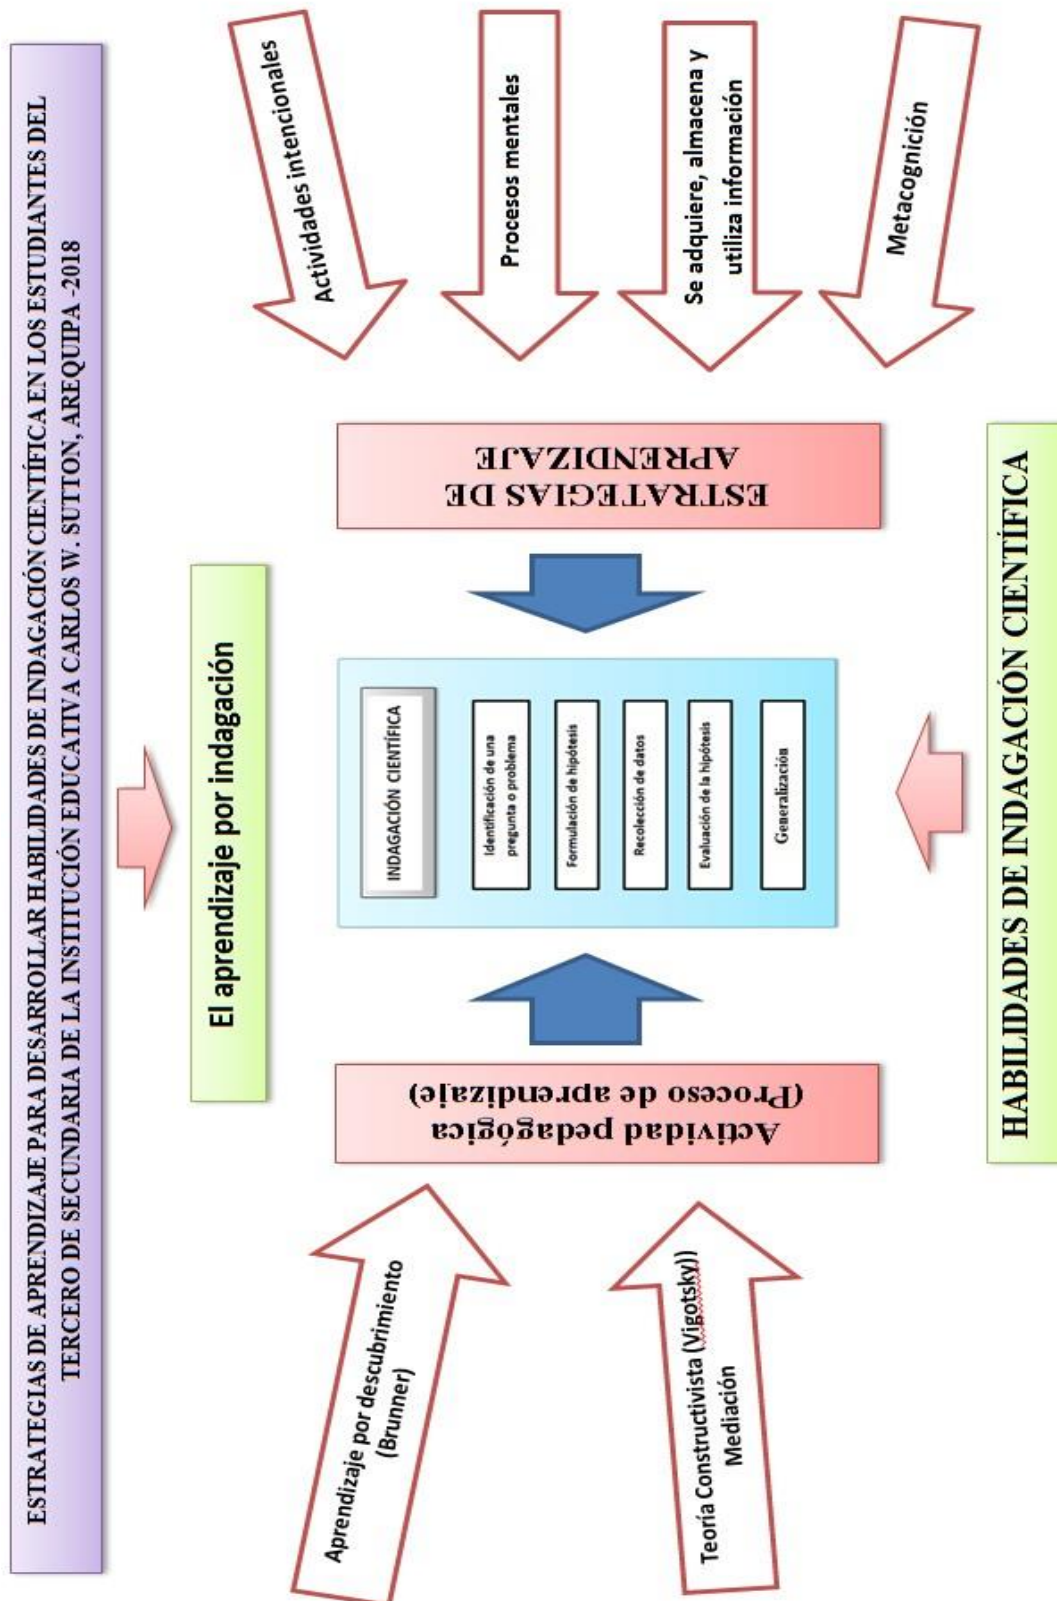 ESTRATEGIAS DE APRENDIZAJE PARA DESARROLLAR HABILIDADES DE INDAGACIÓN CIENTÍFICA EN LOS ESTUDIANTES DEL
TERCERO DE SECUNDARIA DE LA INSTITUCIÓN EDUCATIVA CARLOS W. SUTTON, AREQUIPA -2018
El aprendizaje por indagación
Aprendizaje por descubrimiento
(Brunner)
Teoría Constructivista (Vigotsky))
Mediación
Actividad pedagógica
(Proceso de aprendizaje)
INDAGACIÓN CIENTÍFICA
Identificación de una
pregunta o problema
Formulación de hipótesis
Recolección de datos
Evaluación de la hipótesis
Generalización
ESTRATEGIAS DE
APRENDIZAJE
Actividades intencionales
Procesos mentales
Se adquiere, almacena y
utiliza información
Metacognición
HABILIDADES DE INDAGACIÓN CIENTÍFICA